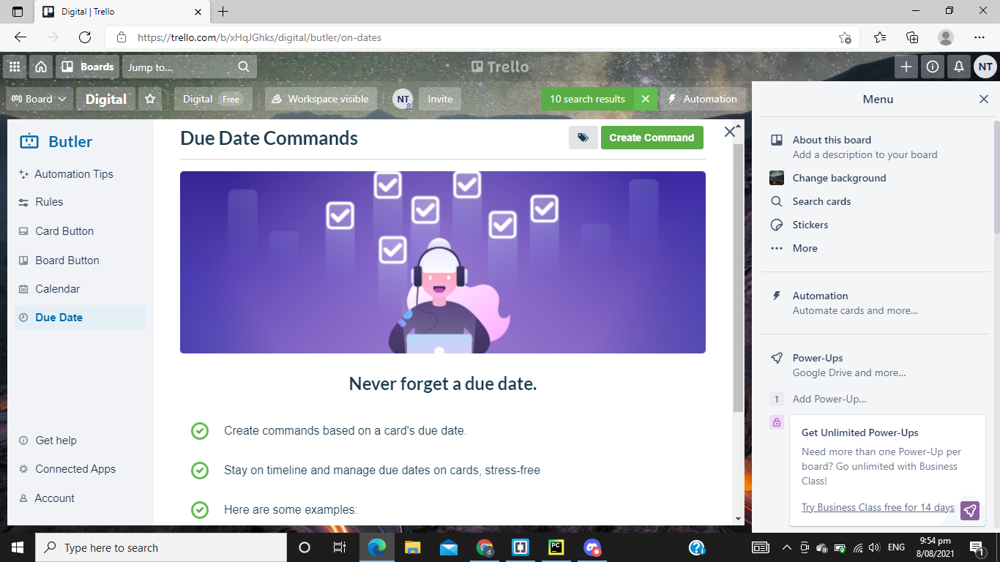 Digital | Trello
https://trello.com/b/xHqJGhks/digital/butler/on-dates
Boards
Jump to...
Trello
NT
Board
Digital
Digital Free
Workspace visible
NT
Invite
10 search results
Automation
Butler
Automation Tips
Rules
Card Button
Board Button
Calendar
Due Date
Get help
Connected Apps
Account
Due Date Commands
Create Command
Never forget a due date.
Create commands based on a card's due date.
Stay on timeline and manage due dates on cards, stress-free
Here are some examples:
Menu
About this board
Add a description to your board
Change background
Search cards
Stickers
More
Automation
Automate cards and more...
Power-Ups
Google Drive and more...
1 Add Power-Up...
Get Unlimited Power-Ups
Need more than one Power-Up per
board? Go unlimited with Business
Class!
Try Business Class free for 14 days
Type here to search
d
PC
ENG
9:54 pm
8/08/2021
1